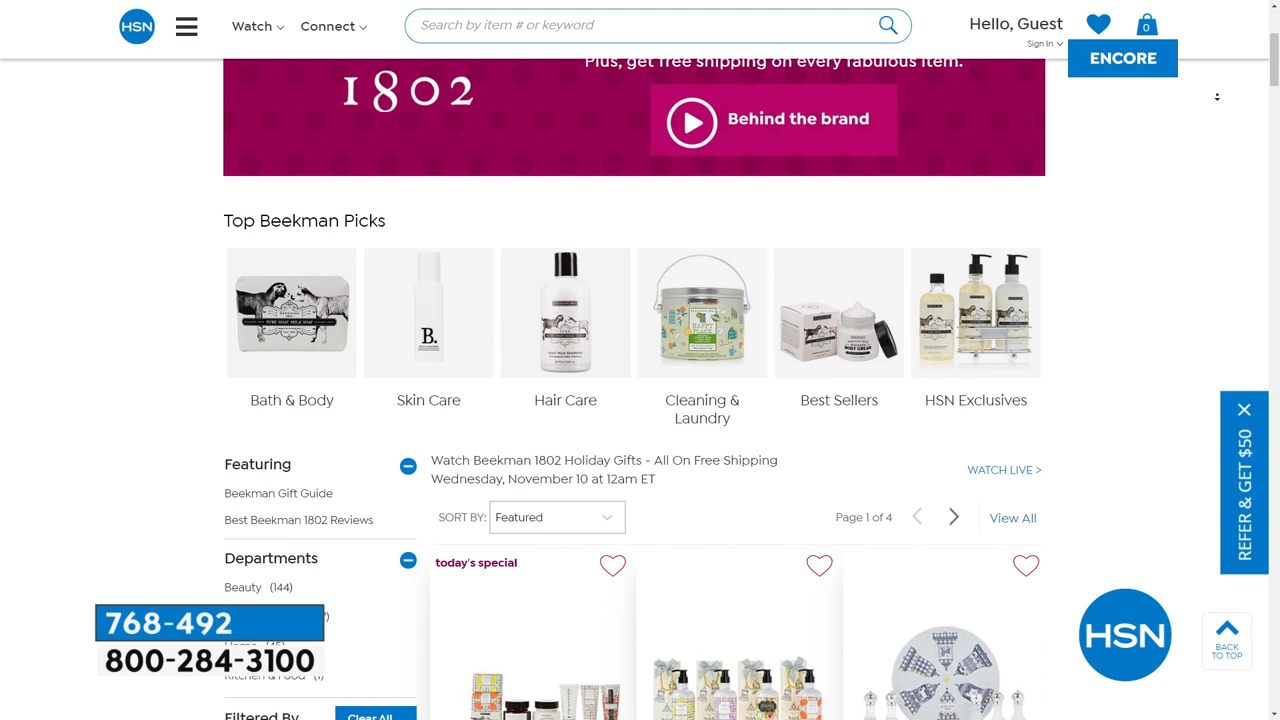 HSN
Watch
Connect
Search by item # or keyword
Hello, Guest
Sign In
0
ENCORE
Plus, get free shipping on every fabulous item.
1802
Behind the brand
Top Beekman Picks
B.
HAPPY PLACE
Bath & Body
Skin Care
Hair Care
Cleaning & Laundry
Best Sellers
HSN Exclusives
Featuring
Beekman Gift Guide
Best Beekman 1802 Reviews
Watch Beekman 1802 Holiday Gifts - All On Free Shipping
Wednesday, November 10 at 12am ET
WATCH LIVE >
SORT BY:
Featured
Page 1 of 4
View All
REFER & GET $50
Departments
Beauty (144)
today's special
768-492
800-284-3100
Kitchen & Food (1)
Filtered By
Clear All
HSN
BACK
TO TOP